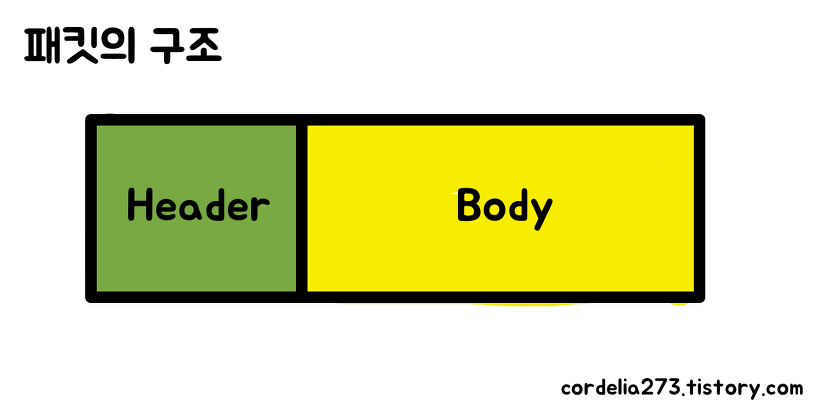 패킷의 구조
Header
Body
cordelia273.tistory.com